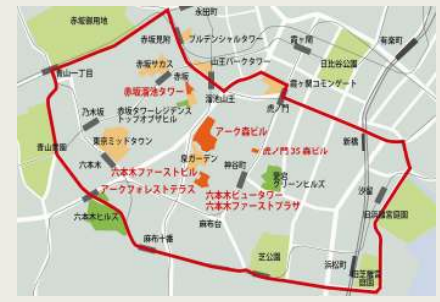 永田町
赤坂御用地
赤坂見附
プルデンシャルタワー
霞ヶ関
有楽町
青山一丁目
赤坂サカス
山王パークタワー
日比谷公園
赤坂
赤坂溜池タワー
霞ヶ関コモンゲート
溜池山王
乃木坂
赤坂タワーレジデンス
トップオブザヒル
虎ノ門
アーク森ビル
新橋
青山霊園
東京ミッドタウン
虎ノ門35森ビル
六本木
泉ガーデン
神谷町
六本木ファーストビル
愛宕
グリーンヒルズ
アークフォレストテラス
六本木ビュータワー
六本木ファーストプラザ
汐留
六本木ヒルズ
旧浜離宮庭園
麻布台
麻布十番
芝公園
浜松町
旧芝離宮
庭園